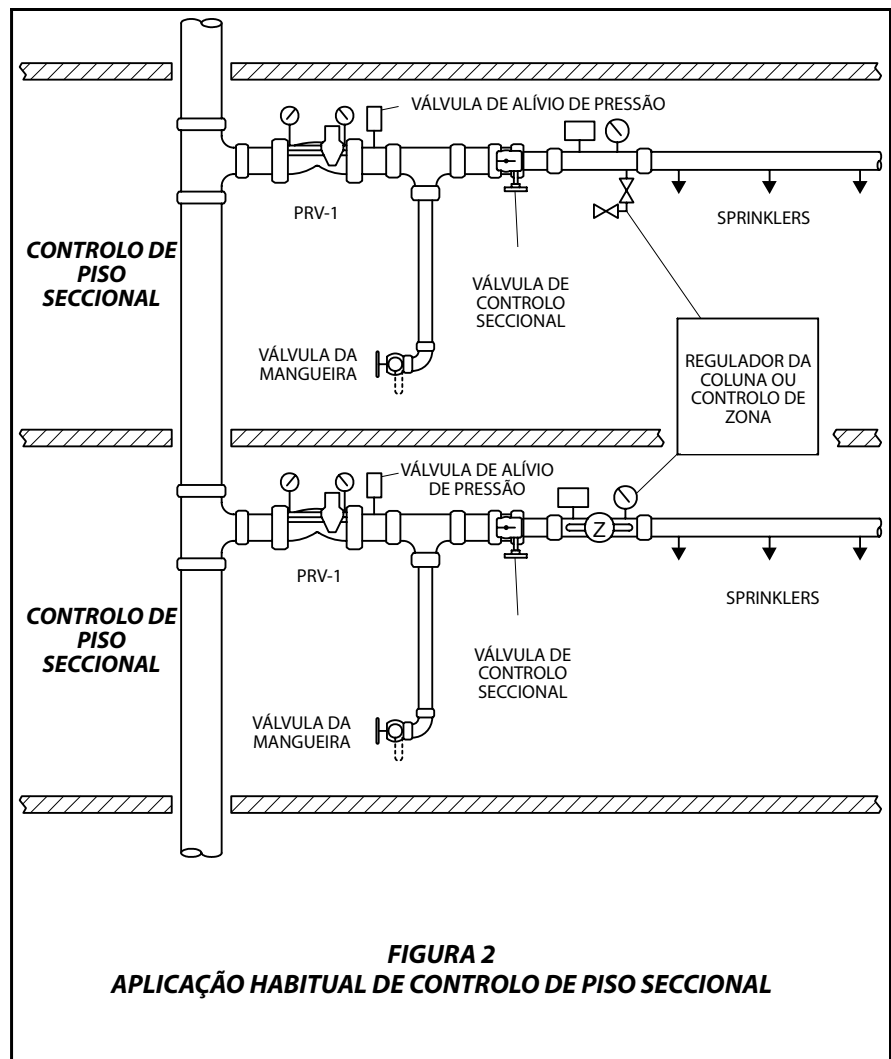 VÁLVULA DE ALÍVIO DE PRESSÃO
PRV-1
SPRINKLERS
CONTROLO DE
PISO
SECCIONAL
VÁLVULA DE
CONTROLO
SECCIONAL
VÁLVULA DA
MANGUEIRA
REGULADOR DA
COLUNA OU
CONTROLO DE
ZONA
VÁLVULA DE ALÍVIO
DE PRESSÃO
Z
PRV-1
SPRINKLERS
CONTROLO DE
PISO
SECCIONAL
VÁLVULA DE
CONTROLO
SECCIONAL
VÁLVULA DA
MANGUEIRA
FIGURA 2
APLICAÇÃO HABITUAL DE CONTROLO DE PISO SECCIONAL